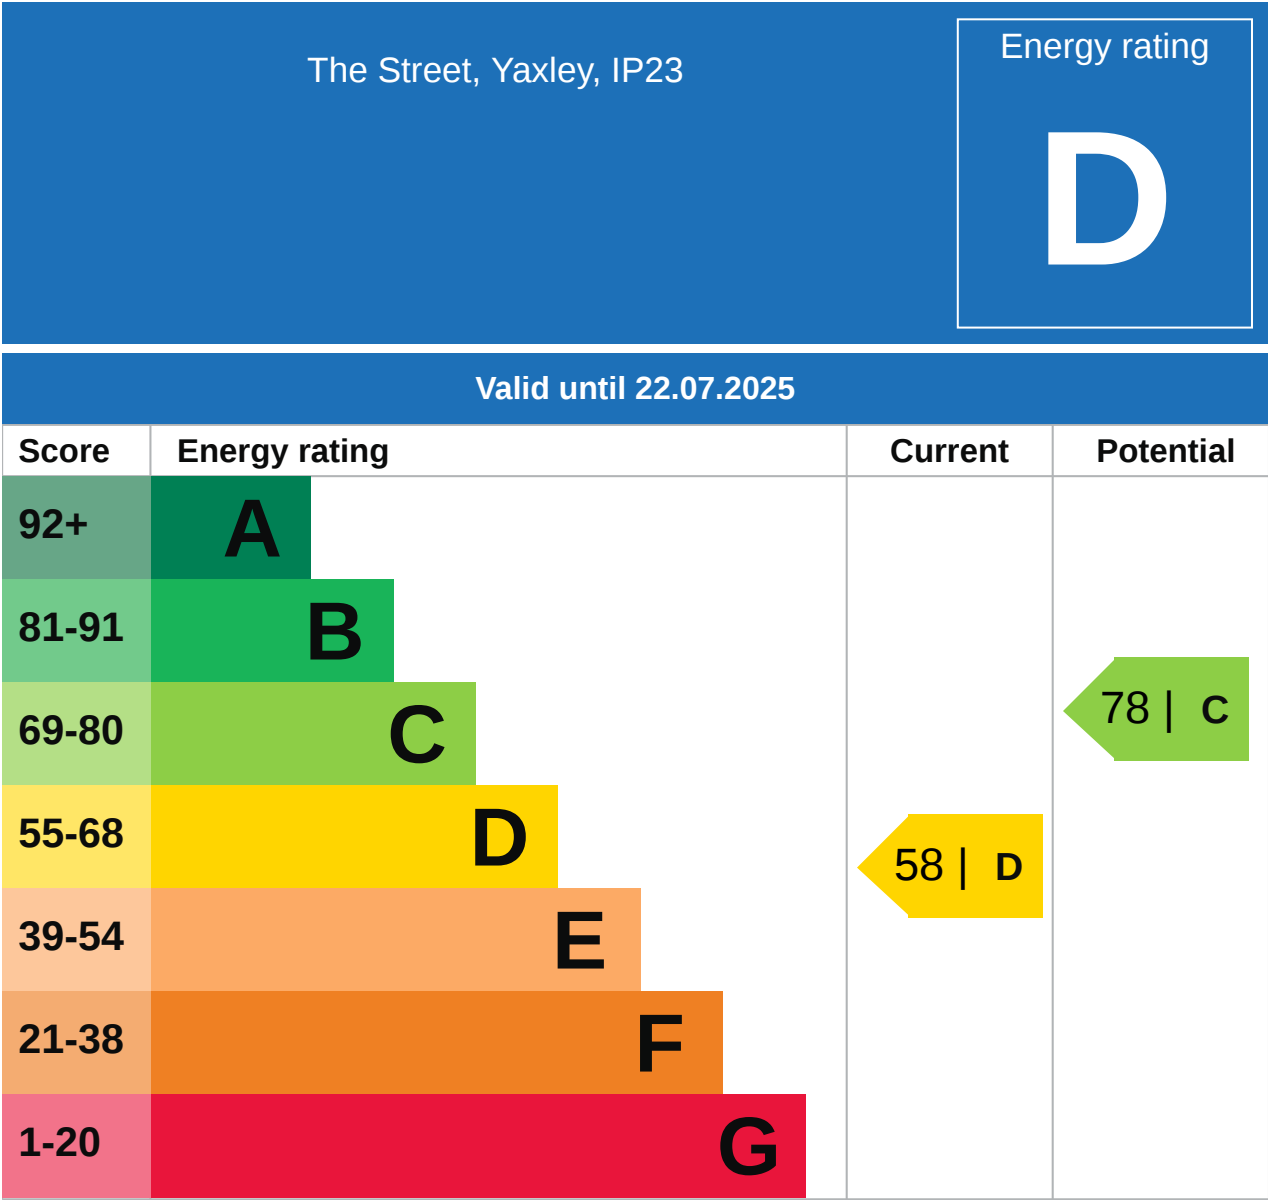 The Street, Yaxley, IP23
Energy rating
D
Valid until 22.07.2025
Score Energy rating Current Potential
92+ A
81-91 B
69-80 C
78 | C
55-68 D
58 | D
39-54 E
21-38 F
1-20 G